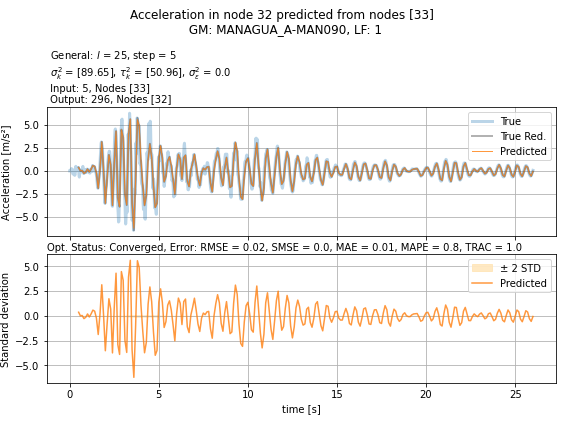 Acceleration in node 32 predicted from nodes [33]
GM: MANAGUA_A-MAN090, LF: 1
General: l = 25, step = 5
σ²ₖ = [89.65], τ²ₖ = [50.96], σ²ε = 0.0
Input: 5, Nodes [33]
Output: 296, Nodes [32]
Acceleration [m/s²]
5.0
2.5
0.0
−2.5
−5.0
True
True Red.
Predicted
Opt. Status: Converged, Error: RMSE = 0.02, SMSE = 0.0, MAE = 0.01, MAPE = 0.8, TRAC = 1.0
Standard deviation
5.0
2.5
0.0
−2.5
−5.0
± 2 STD
Predicted
0 5 10 15 20 25
time [s]